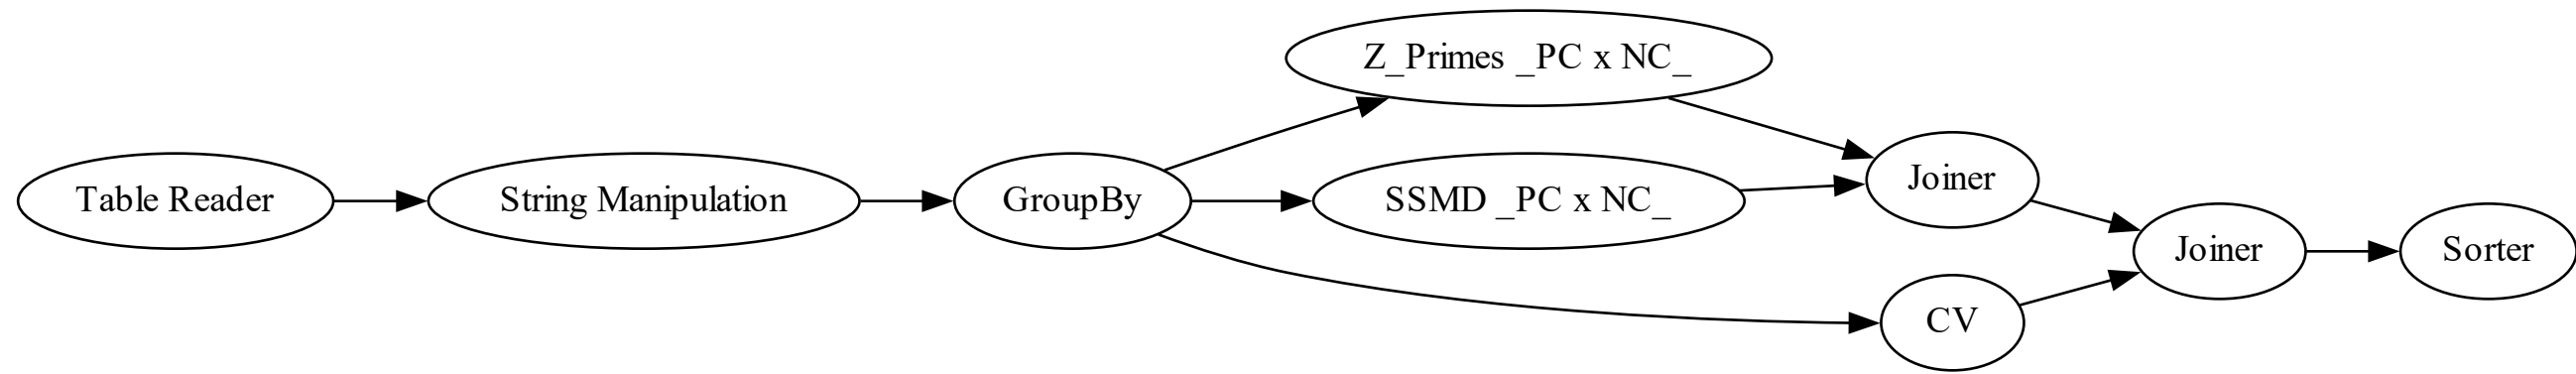 Table Reader
String Manipulation
GroupBy
Z_Primes _PC x NC_
SSMD _PC x NC_
CV
Joiner
Joiner
Sorter